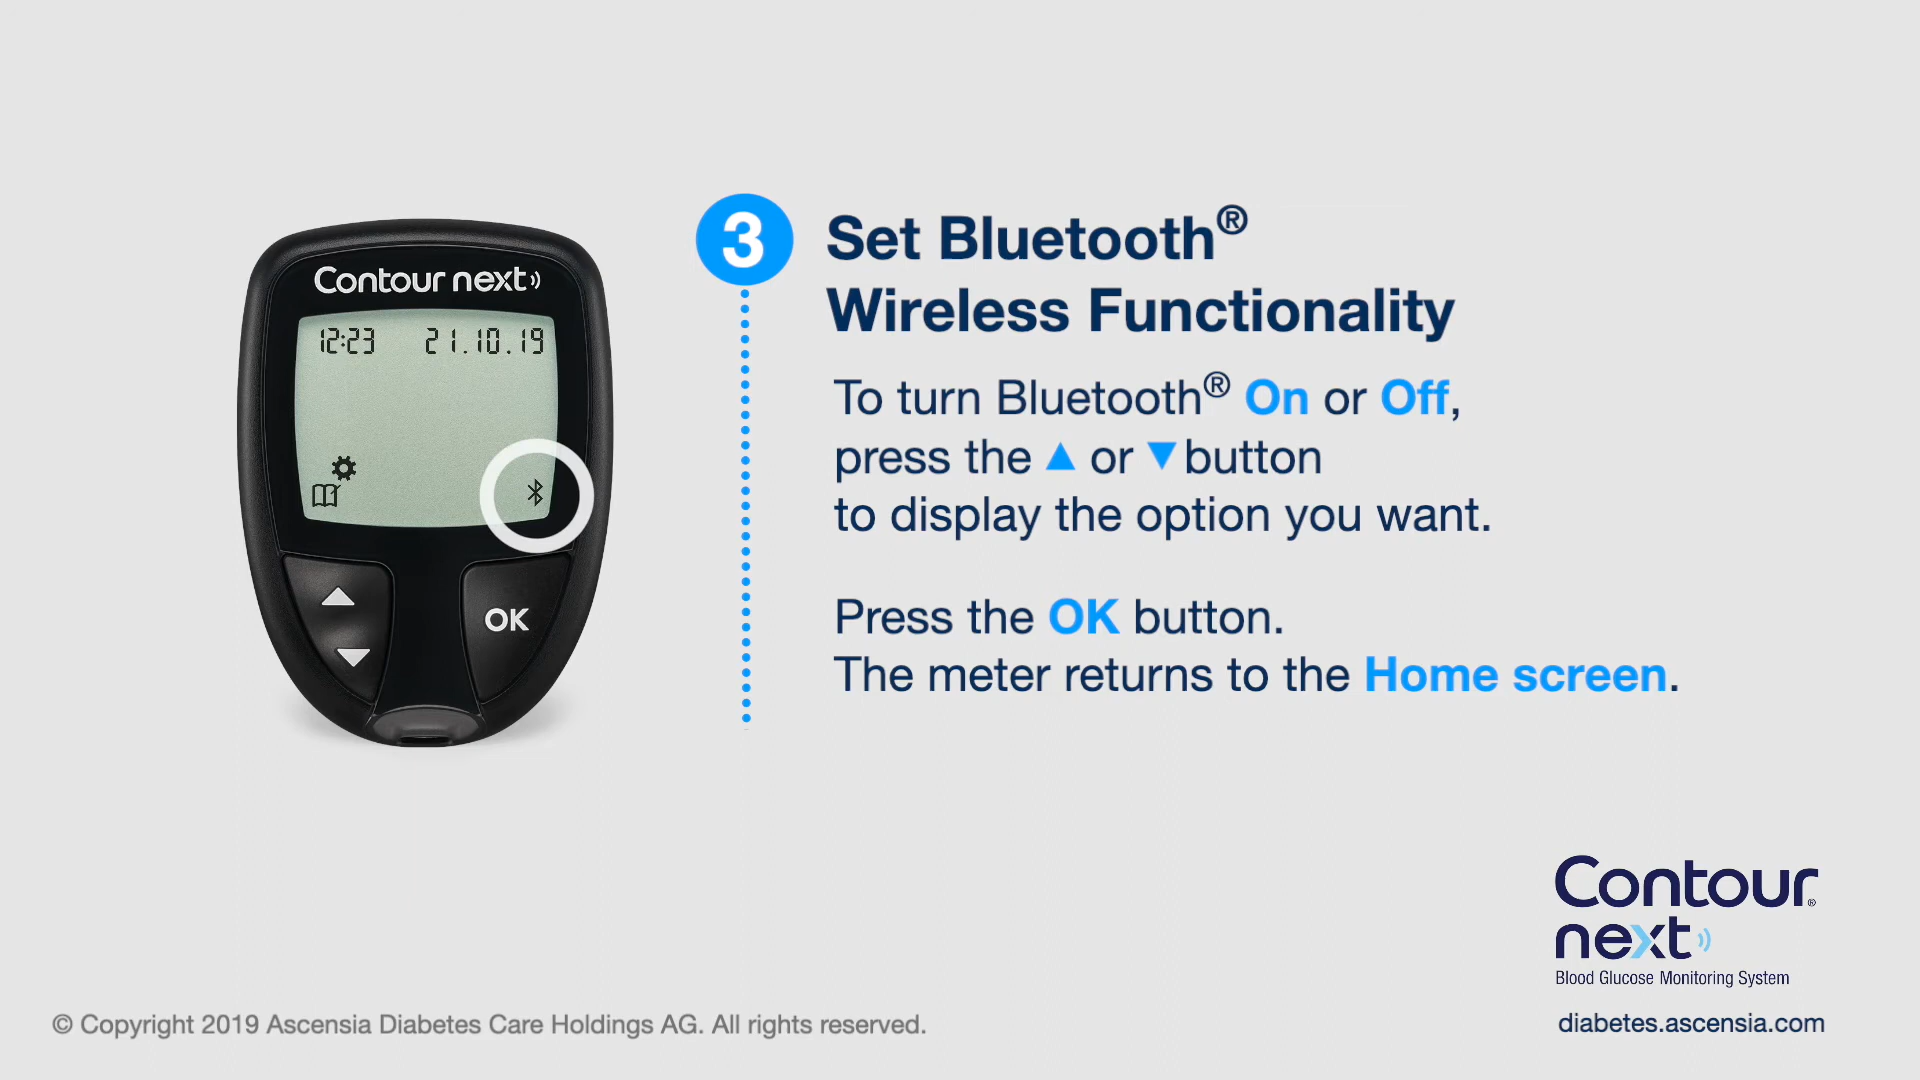 Contour next
12:23 21.10.19
OK
3
Set Bluetooth®
Wireless Functionality
To turn Bluetooth® On or Off,
press the ▲ or ▼ button
to display the option you want.
Press the OK button.
The meter returns to the Home screen.
Contour®
next
Blood Glucose Monitoring System
diabetes.ascensia.com
© Copyright 2019 Ascensia Diabetes Care Holdings AG. All rights reserved.